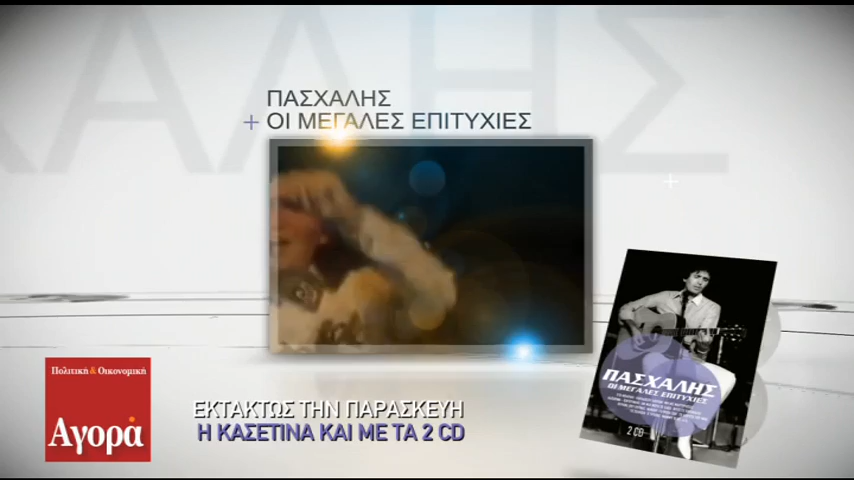 ΠΑΣΧΑΛΗΣ
+ ΟΙ ΜΕΓΑΛΕΣ ΕΠΙΤΥΧΙΕΣ
ΠΑΣΧΑΛΗΣ
ΟΙ ΜΕΓΑΛΕΣ ΕΠΙΤΥΧΙΕΣ
2 CD
Πολιτική & Οικονομική
Αγορά
ΕΚΤΑΚΤΩΣ ΤΗΝ ΠΑΡΑΣΚΕΥΗ
Η ΚΑΣΕΤΙΝΑ ΚΑΙ ΜΕ ΤΑ 2 CD